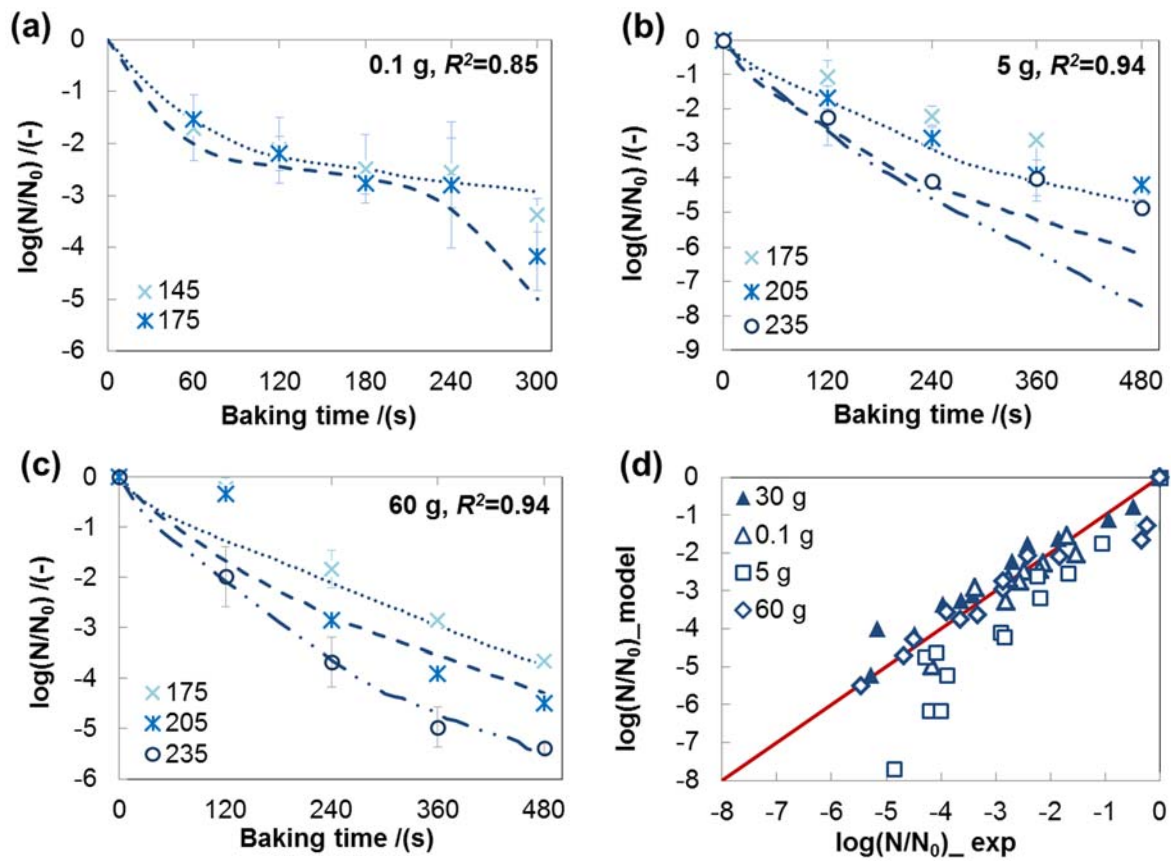 (a)
0.1 g, R²=0.85
0
-1
-2
-3
-4
-5
-6
log(N/N₀) /(-)
145
175
0 60 120 180 240 300
Baking time /(s)
(b)
5 g, R²=0.94
0
-1
-2
-3
-4
-5
-6
-7
-8
-9
log(N/N₀) /(-)
175
205
235
0 120 240 360 480
Baking time /(s)
(c)
60 g, R²=0.94
0
-1
-2
-3
-4
-5
-6
log(N/N₀) /(-)
175
205
235
0 120 240 360 480
Baking time /(s)
(d)
0
-1
-2
-3
-4
-5
-6
-7
-8
log(N/N₀)_model
30 g
0.1 g
5 g
60 g
-8 -7 -6 -5 -4 -3 -2 -1 0
log(N/N₀)_ exp